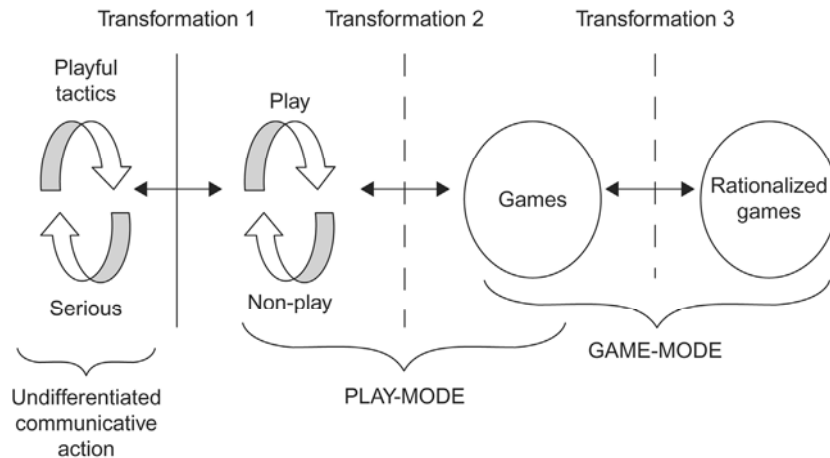 Transformation 1
Transformation 2
Transformation 3
Playful
tactics
Play
Games
Rationalized
games
Serious
Non-play
GAME-MODE
PLAY-MODE
Undifferentiated
communicative
action